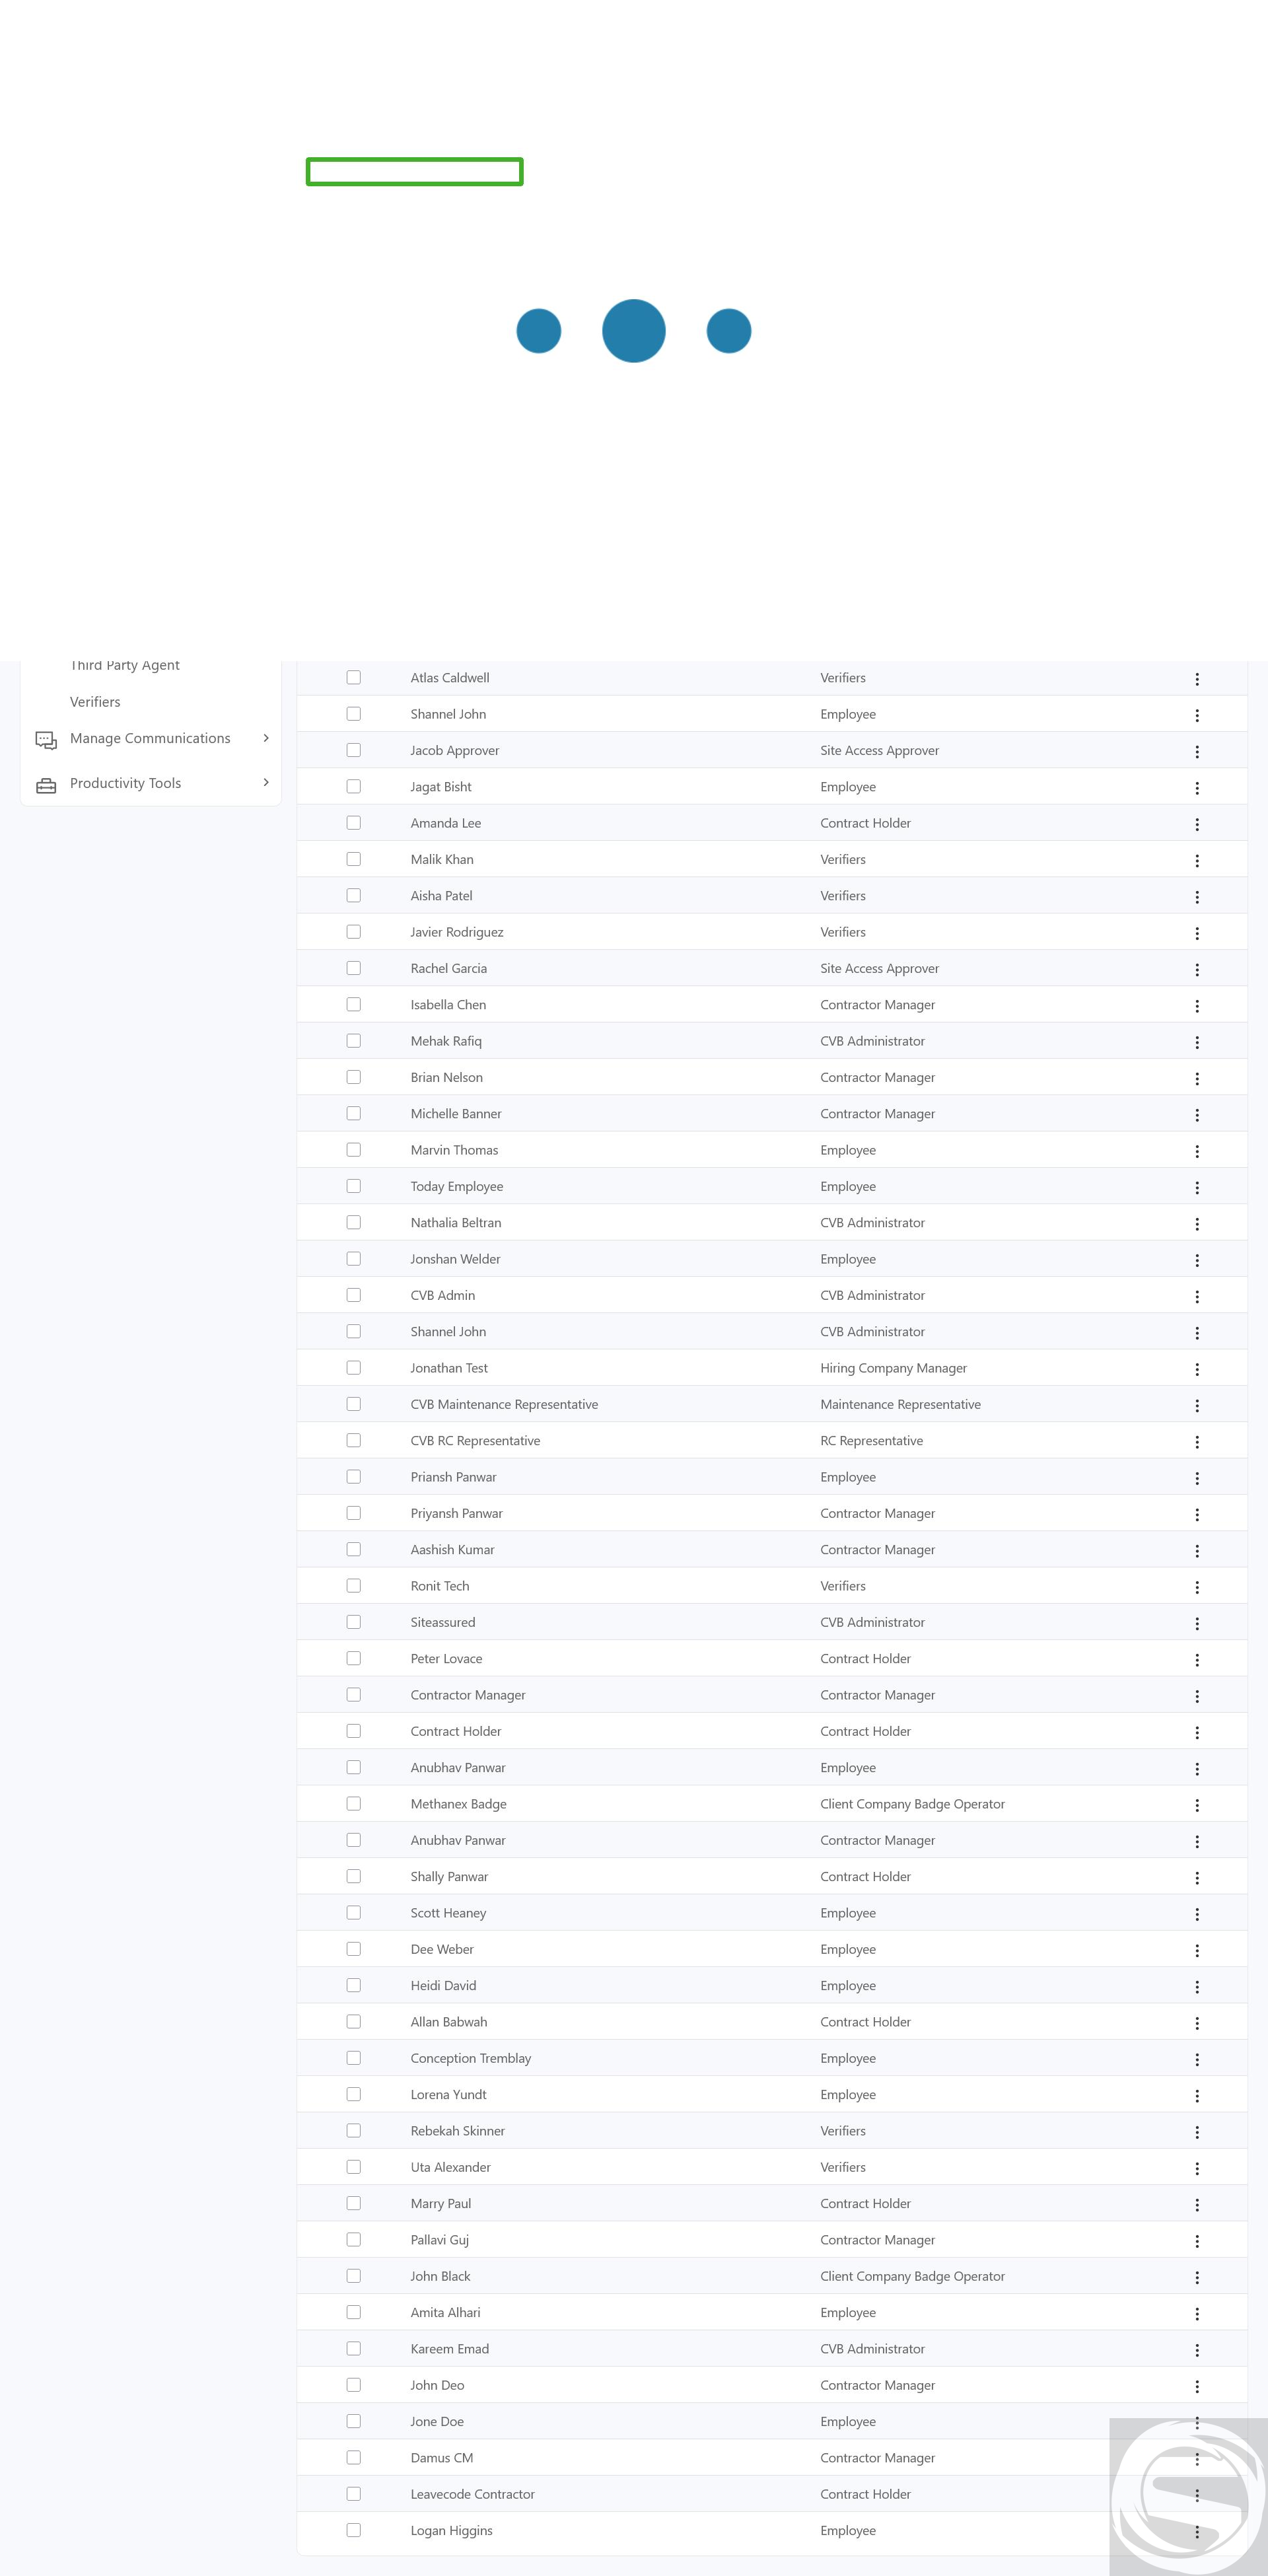 Third Party Agent
Verifiers
Manage Communications
Productivity Tools
Atlas Caldwell Verifiers
Shannel John Employee
Jacob Approver Site Access Approver
Jagat Bisht Employee
Amanda Lee Contract Holder
Malik Khan Verifiers
Aisha Patel Verifiers
Javier Rodriguez Verifiers
Rachel Garcia Site Access Approver
Isabella Chen Contractor Manager
Mehak Rafiq CVB Administrator
Brian Nelson Contractor Manager
Michelle Banner Contractor Manager
Marvin Thomas Employee
Today Employee Employee
Nathalia Beltran CVB Administrator
Jonshan Welder Employee
CVB Admin CVB Administrator
Shannel John CVB Administrator
Jonathan Test Hiring Company Manager
CVB Maintenance Representative Maintenance Representative
CVB RC Representative RC Representative
Priansh Panwar Employee
Priyansh Panwar Contractor Manager
Aashish Kumar Contractor Manager
Ronit Tech Verifiers
Siteassured CVB Administrator
Peter Lovace Contract Holder
Contractor Manager Contractor Manager
Contract Holder Contract Holder
Anubhav Panwar Employee
Methanex Badge Client Company Badge Operator
Anubhav Panwar Contractor Manager
Shally Panwar Contract Holder
Scott Heaney Employee
Dee Weber Employee
Heidi David Employee
Allan Babwah Contract Holder
Conception Tremblay Employee
Lorena Yundt Employee
Rebekah Skinner Verifiers
Uta Alexander Verifiers
Marry Paul Contract Holder
Pallavi Guj Contractor Manager
John Black Client Company Badge Operator
Amita Alhari Employee
Kareem Emad CVB Administrator
John Deo Contractor Manager
Jone Doe Employee
Damus CM Contractor Manager
Leavecode Contractor Contract Holder
Logan Higgins Employee